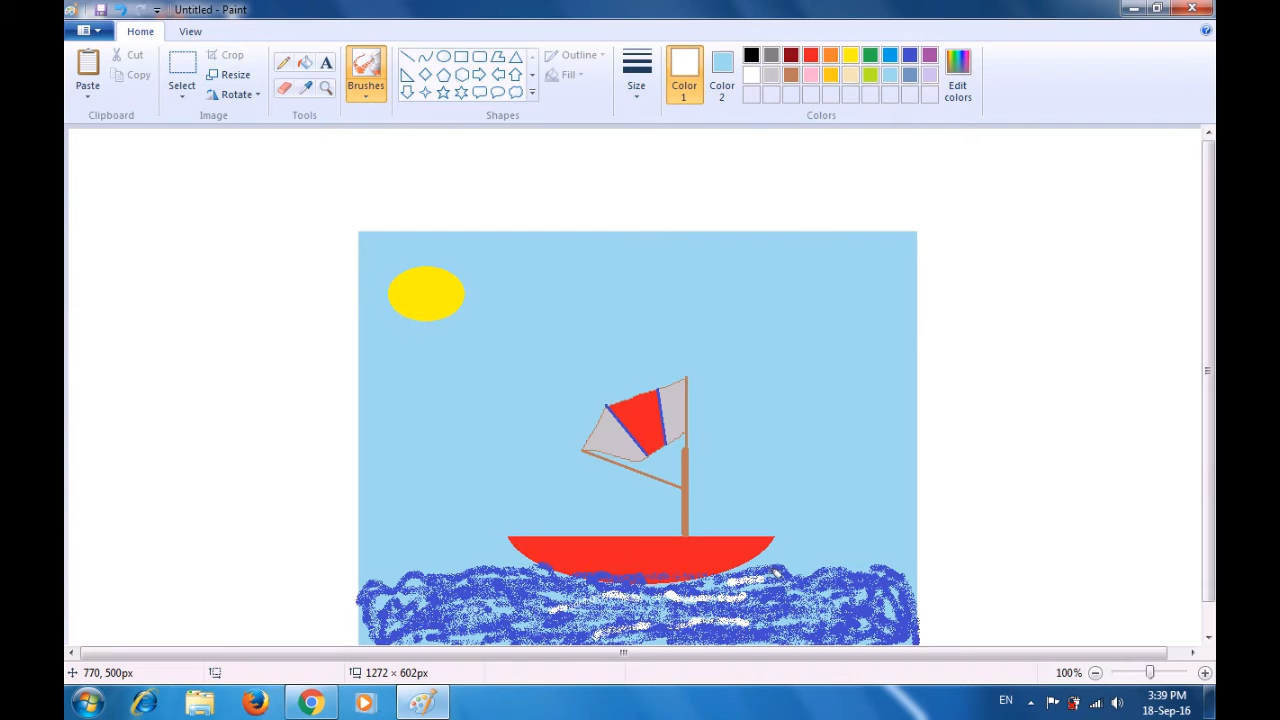 Untitled - Paint
Home View
Paste
Cut
Copy
Clipboard
Select
Crop
Resize
Rotate
Image
A
Tools
Brushes
Outline
Fill
Shapes
Size
Color
1
Color
2
Edit
colors
Colors
770, 500px
1272 × 602px
100%
EN
3:39 PM
18-Sep-16